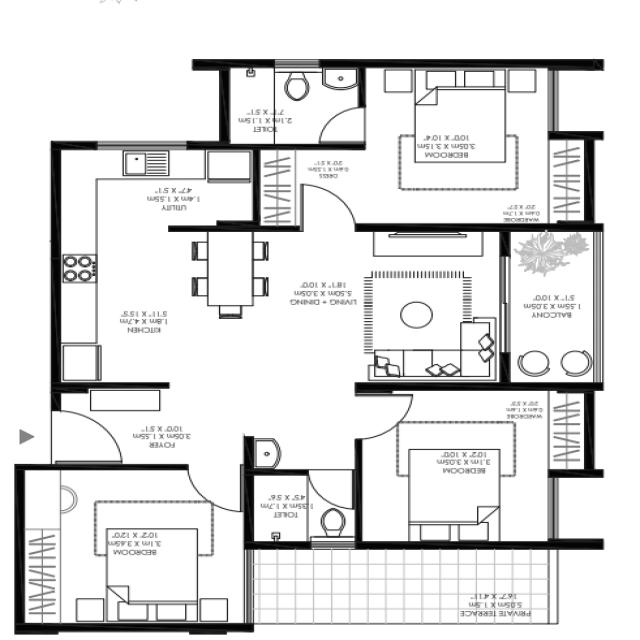 TOILET
2.1m X 1.15m
7'1" X 5'1"
BEDROOM
3.05m X 3.15m
10'0" X 10'4"
DRESS
0.6m X 1.55m
2'0" X 5'1"
UTILITY
1.4m X 1.55m
4'7" X 5'1"
WARDROBE
0.6m X 1.7m
2'0" X 5'7"
LIVING + DINING
5.50m X 3.05m
18'1" X 10'0"
BALCONY
1.55m X 3.05m
5'1" X 10'0"
KITCHEN
1.8m X 4.7m
5'11" X 15'5"
FOYER
3.05m X 1.55m
10'0" X 5'1"
WARDROBE
0.6m X 1.6m
2'0" X 5'3"
BEDROOM
3.1m X 3.05m
10'2" X 10'0"
TOILET
1.35m X 1.7m
4'5" X 5'6"
BEDROOM
3.1m X 3.65m
10'2" X 12'0"
PRIVATE TERRACE
5.05m X 1.5m
16'7" X 4'11"